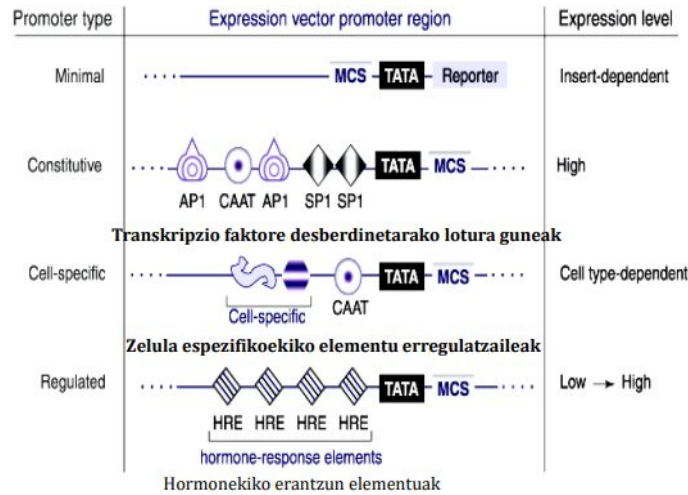 Promoter type Expression vector promoter region Expression level
Minimal MCS TATA Reporter Insert-dependent
Constitutive TATA MCS High
AP1 CAAT AP1 SP1 SP1
Transkripzio faktore desberdinetarako lotura guneak
Cell-specific TATA MCS Cell type-dependent
Cell-specific CAAT
Zelula espezifikoekiko elementu erregulatzaileak
Regulated TATA MCS Low → High
HRE HRE HRE HRE
hormone-response elements
Hormonekiko erantzun elementuak